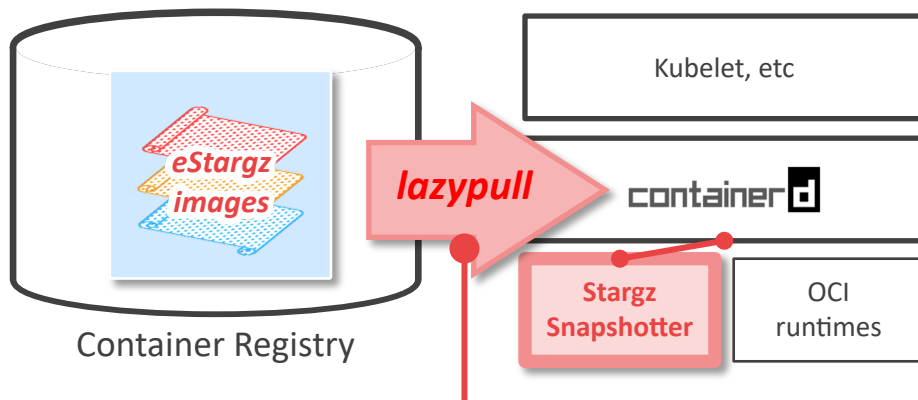 eStargz
images
Container Registry
lazypull
Kubelet, etc
containerd
Stargz
Snapshotter
OCI
runtimes